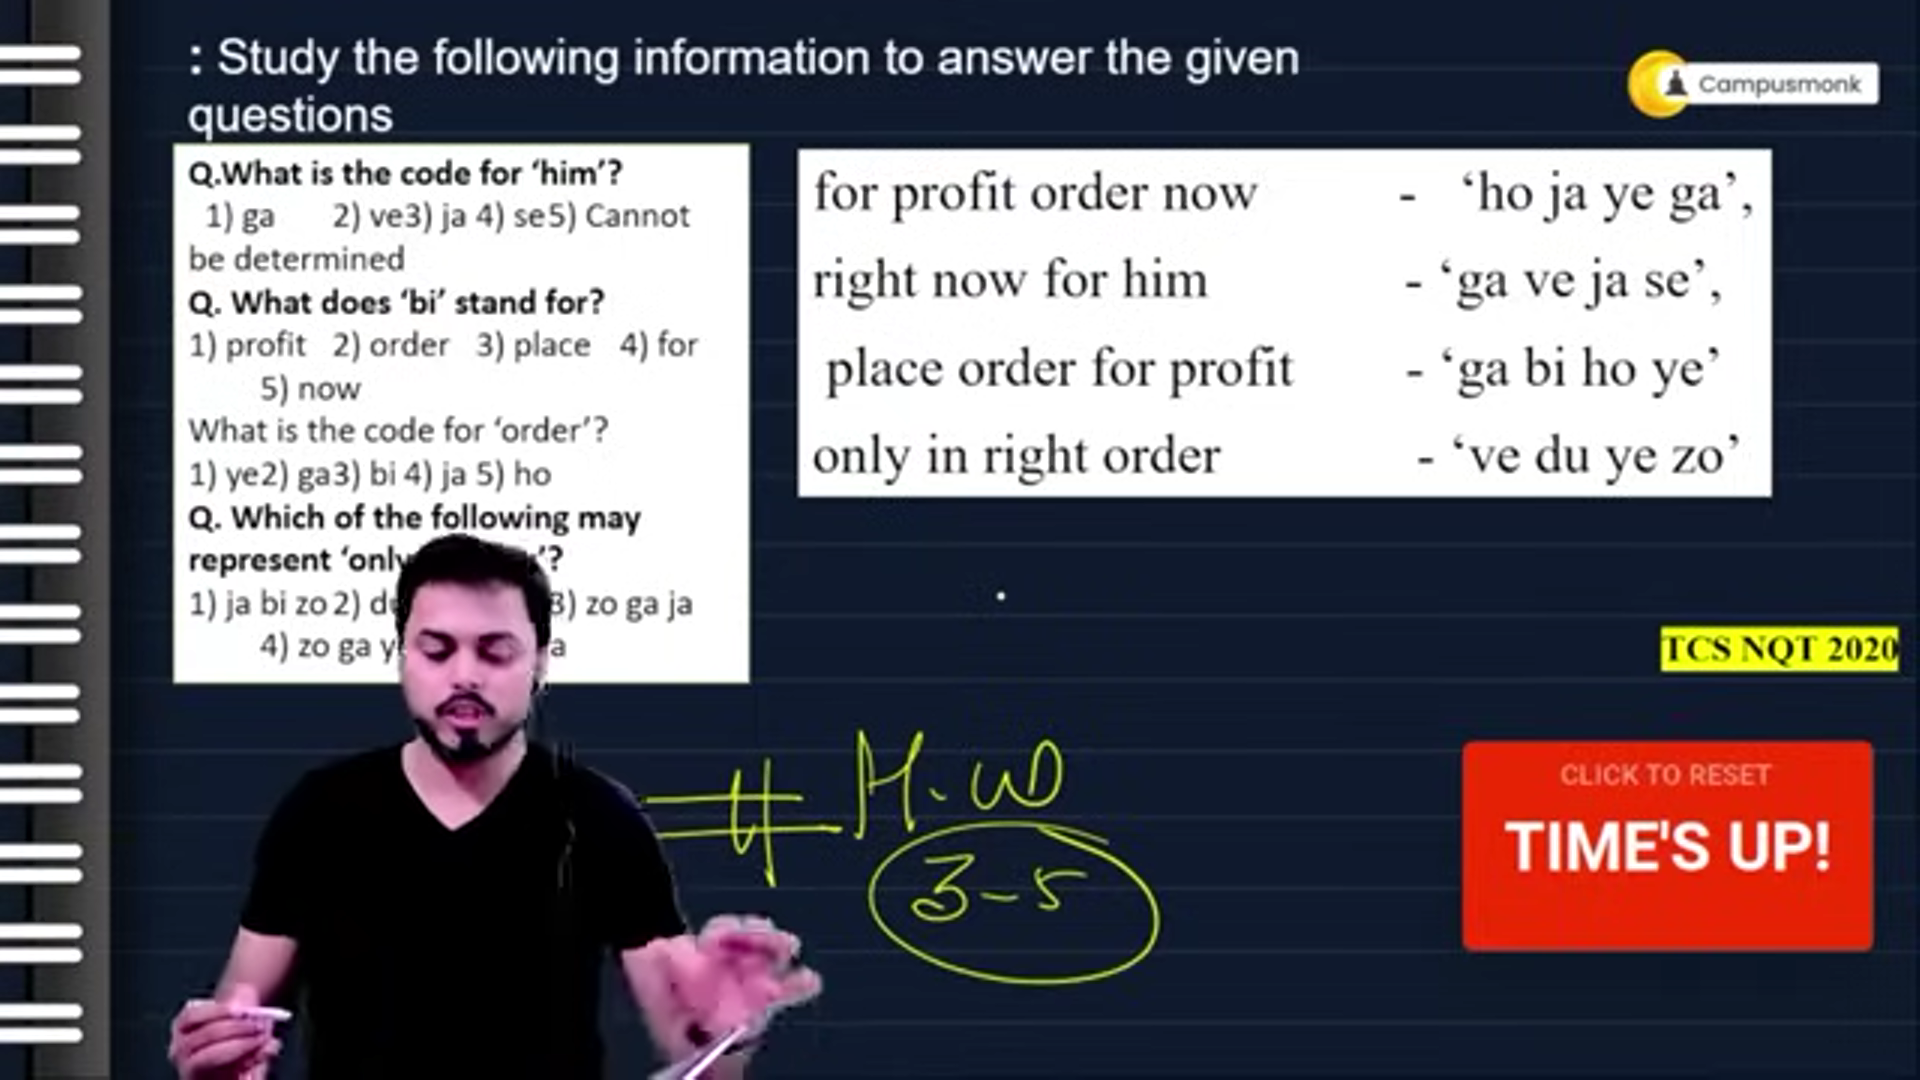 : Study the following information to answer the given
questions
Campusmonk
Q.What is the code for ‘him’?
1) ga 2) ve3) ja 4) se5) Cannot
be determined
Q. What does ‘bi’ stand for?
1) profit 2) order 3) place 4) for
5) now
What is the code for ‘order’?
1) ye2) ga3) bi 4) ja 5) ho
Q. Which of the following may
represent ‘only ’?
1) ja bi zo 2) 3) zo ga ja
4) zo ga
for profit order now - ‘ho ja ye ga’,
right now for him - ‘ga ve ja se’,
place order for profit - ‘ga bi ho ye’
only in right order - ‘ve du ye zo’
TCS NQT 2020
H.W
3-5
CLICK TO RESET
TIME'S UP!